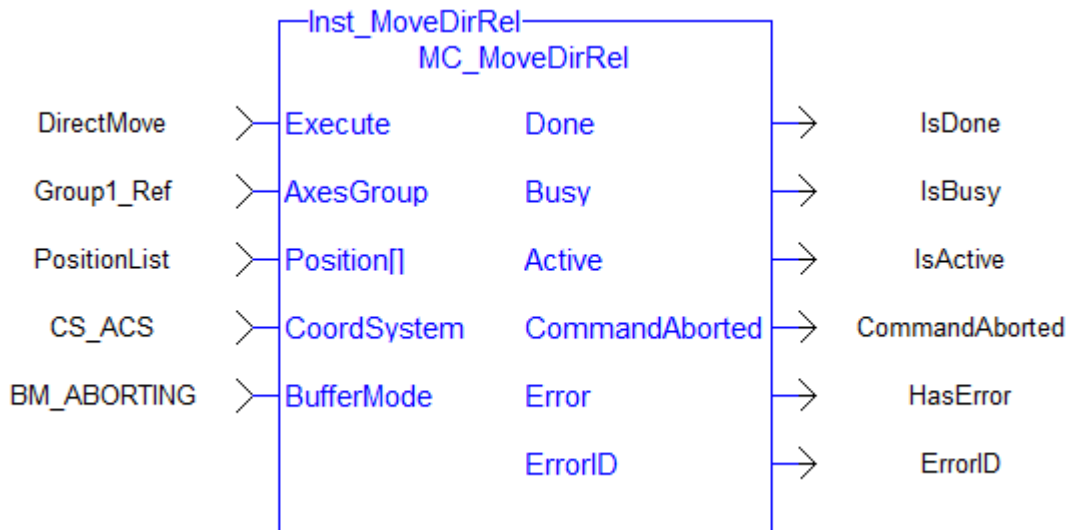 Inst_MoveDirRel
MC_MoveDirRel
DirectMove Execute Done IsDone
Group1_Ref AxesGroup Busy IsBusy
PositionList Position[] Active IsActive
CS_ACS CoordSystem CommandAborted CommandAborted
BM_ABORTING BufferMode Error HasError
ErrorID ErrorID